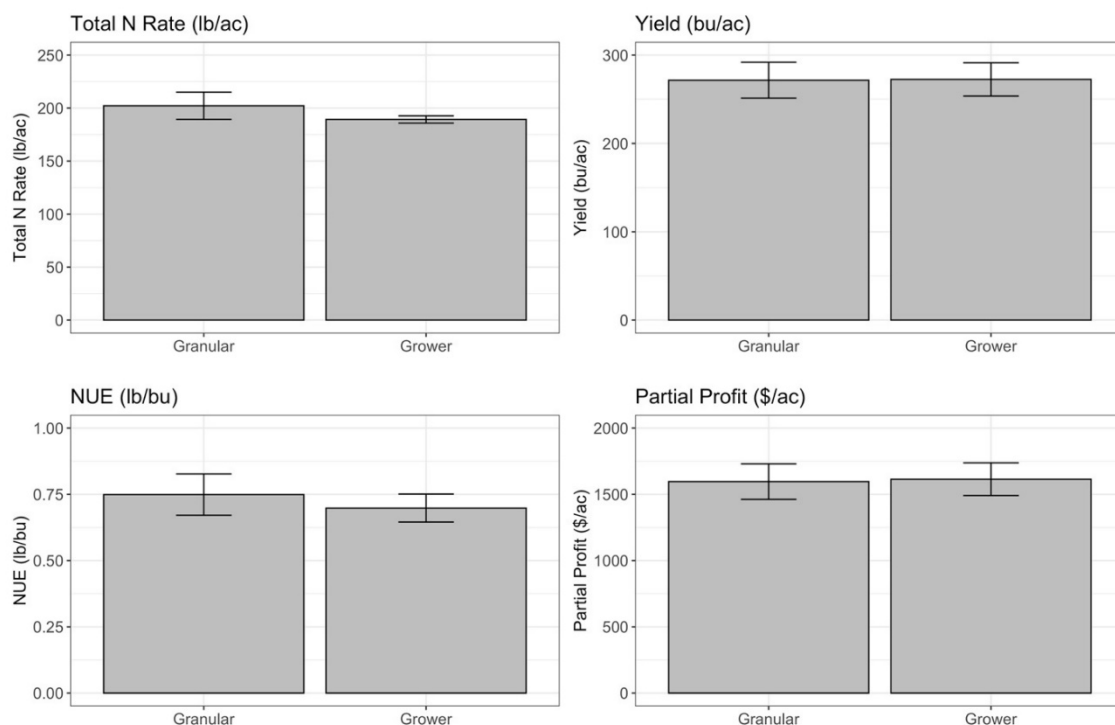 Total N Rate (lb/ac)
Total N Rate (lb/ac)
250
200
150
100
50
0
Granular
Grower
Yield (bu/ac)
Yield (bu/ac)
300
200
100
0
Granular
Grower
NUE (lb/bu)
NUE (lb/bu)
1.00
0.75
0.50
0.25
0.00
Granular
Grower
Partial Profit ($/ac)
Partial Profit ($/ac)
2000
1500
1000
500
0
Granular
Grower